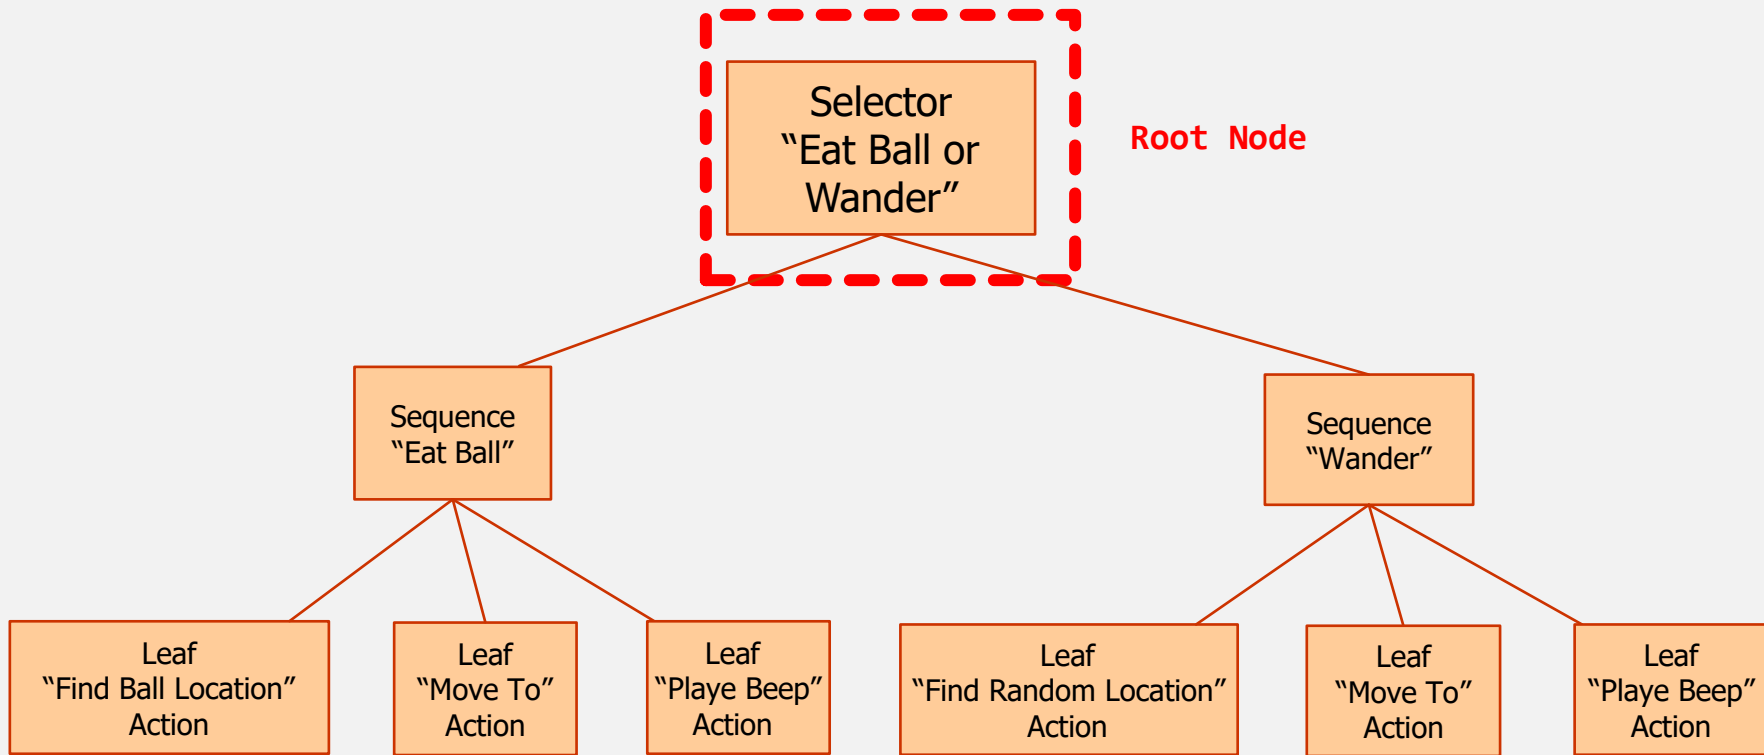 Selector
“Eat Ball or
Wander”
Root Node
Sequence
“Eat Ball”
Sequence
“Wander”
Leaf
“Find Ball Location”
Action
Leaf
“Move To”
Action
Leaf
“Playe Beep”
Action
Leaf
“Find Random Location”
Action
Leaf
“Move To”
Action
Leaf
“Playe Beep”
Action